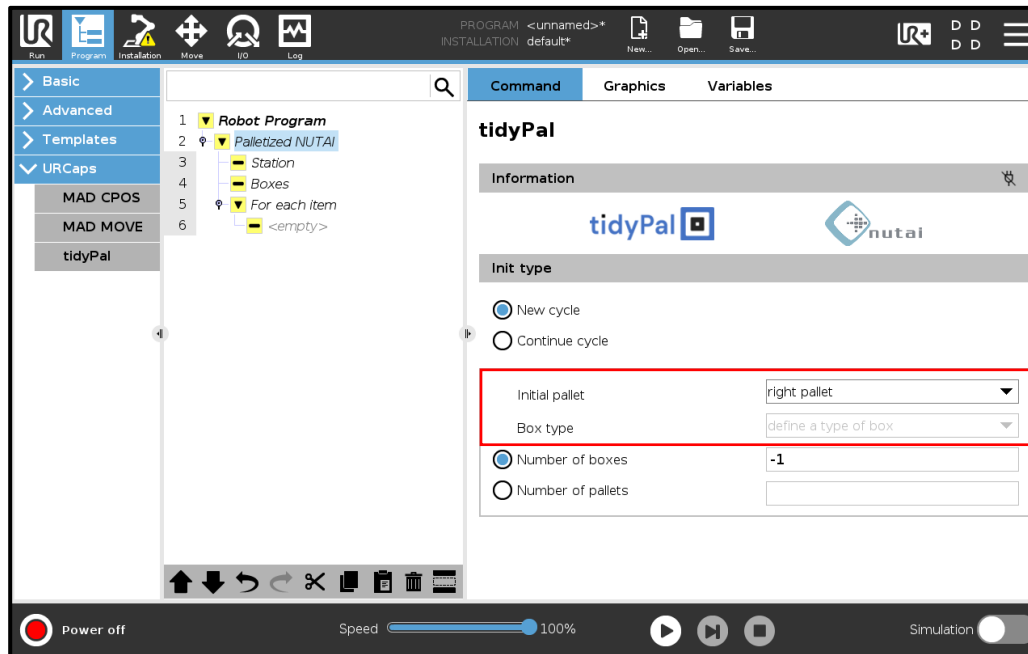 PROGRAM <unnamed>*
INSTALLATION default*
UR+
D D
D D
Run Program Installation Move I/O Log New... Open... Save...
Basic
Advanced
Templates
URCaps
MAD CPOS
MAD MOVE
tidyPal
1 Robot Program
2 Palletized NUTAI
3 Station
4 Boxes
5 For each item
6 <empty>
Command Graphics Variables
tidyPal
Information
tidyPal nutai
Init type
New cycle
Continue cycle
Initial pallet right pallet
Box type define a type of box
Number of boxes -1
Number of pallets
Power off Speed 100% Simulation